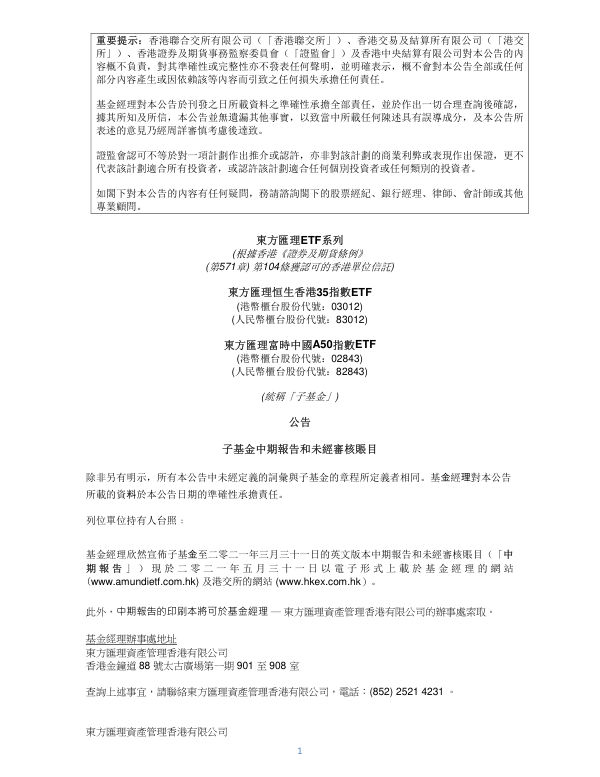 重要提示：香港聯合交所有限公司（「香港聯交所」）、香港交易及結算所有限公司（「港交
所」）、香港證券及期貨事務監察委員會（「證監會」）及香港中央結算有限公司對本公告的內
容概不負責，對其準確性或完整性亦不發表任何聲明，並明確表示，概不會對本公告全部或任何
部分內容產生或因依賴該等內容而引致之任何損失承擔任何責任。
基金經理對本公告於刊發之日所載資料之準確性承擔全部責任，並於作出一切合理查詢後確認，
據其所知及所信，本公告並無遺漏其他事實，以致當中所載任何陳述具有誤導成分，及本公告所
表述的意見乃經周詳審慎考慮後達致。
證監會認可不等於對一項計劃作出推介或認許，亦非對該計劃的商業利弊或表現作出保證，更不
代表該計劃適合所有投資者，或認許該計劃適合任何個別投資者或任何類別的投資者。
如閣下對本公告的內容有任何疑問，務請諮詢閣下的股票經紀、銀行經理、律師、會計師或其他
專業顧問。
東方匯理ETF系列
(根據香港《證券及期貨條例》
(第571章) 第104條獲認可的香港單位信託)
東方匯理恒生香港35指數ETF
(港幣櫃台股份代號：03012)
(人民幣櫃台股份代號：83012)
東方匯理富時中國A50指數ETF
(港幣櫃台股份代號：02843)
(人民幣櫃台股份代號：82843)
(統稱「子基金」)
公告
子基金中期報告和未經審核賬目
除非另有明示，所有本公告中未經定義的詞彙與子基金的章程所定義者相同。基金經理對本公告
所載的資料於本公告日期的準確性承擔責任。
列位單位持有人台照：
基金經理欣然宣佈子基金至二零二一年三月三十一日的英文版本中期報告和未經審核賬目（「中
期報告」）現於二零二一年五月三十一日以電子形式上載於基金經理的網站
(www.amundietf.com.hk) 及港交所的網站 (www.hkex.com.hk）。
此外，中期報告的印刷本將可於基金經理 — 東方匯理資產管理香港有限公司的辦事處索取。
基金經理辦事處地址
東方匯理資產管理香港有限公司
香港金鐘道 88 號太古廣場第一期 901 至 908 室
查詢上述事宜，請聯絡東方匯理資產管理香港有限公司，電話：(852) 2521 4231 。
東方匯理資產管理香港有限公司
1